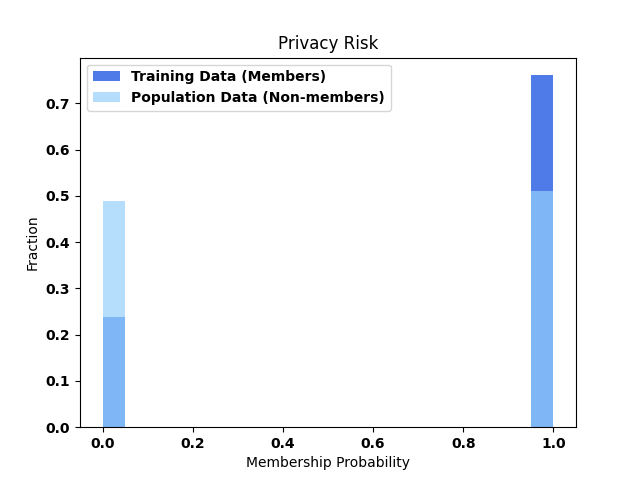 Privacy Risk
Training Data (Members)
Population Data (Non-members)
Fraction
0.7
0.6
0.5
0.4
0.3
0.2
0.1
0.0
0.0 0.2 0.4 0.6 0.8 1.0
Membership Probability